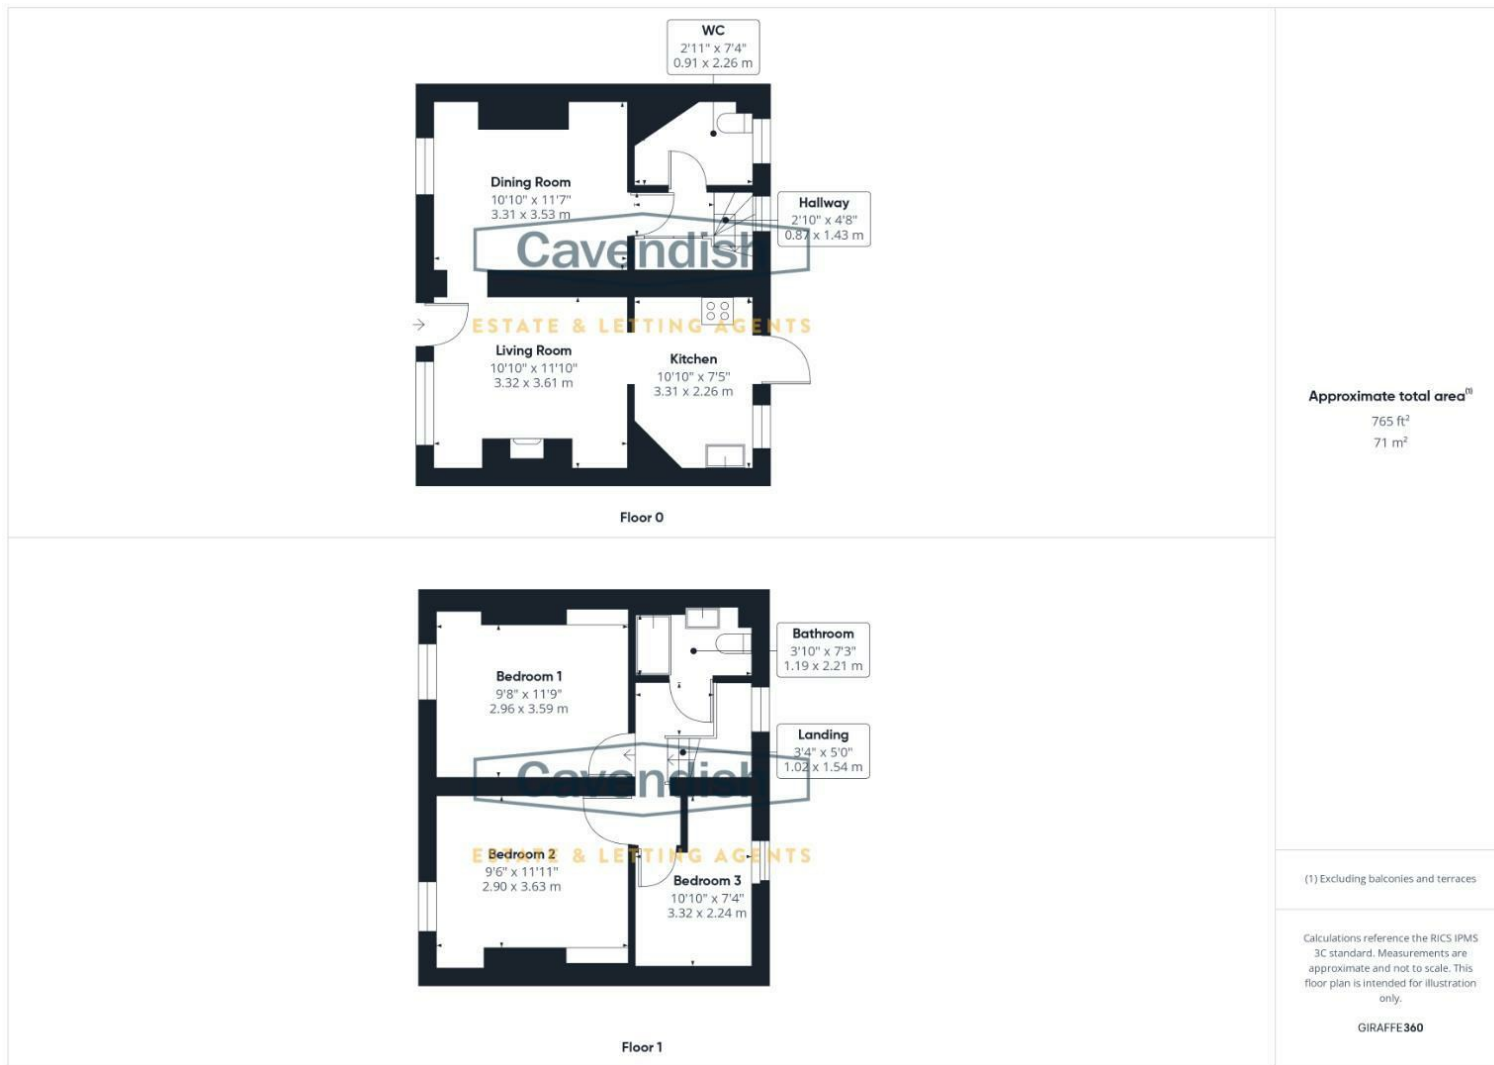 WC
2'11" x 7'4"
0.91 x 2.26 m
Dining Room
10'10" x 11'7"
3.31 x 3.53 m
Hallway
2'10" x 4'8"
0.87 x 1.43 m
Cavendish
ESTATE & LETTING AGENTS
Living Room
10'10" x 11'10"
3.32 x 3.61 m
Kitchen
10'10" x 7'5"
3.31 x 2.26 m
Floor 0
Approximate total area(1)
765 ft²
71 m²
Bathroom
3'10" x 7'3"
1.19 x 2.21 m
Bedroom 1
9'8" x 11'9"
2.96 x 3.59 m
Landing
3'4" x 5'0"
1.02 x 1.54 m
Cavendish
ESTATE & LETTING AGENTS
Bedroom 2
9'6" x 11'11"
2.90 x 3.63 m
Bedroom 3
10'10" x 7'4"
3.32 x 2.24 m
Floor 1
(1) Excluding balconies and terraces
Calculations reference the RICS IPMS
3C standard. Measurements are
approximate and not to scale. This
floor plan is intended for illustration
only.
GIRAFFE360